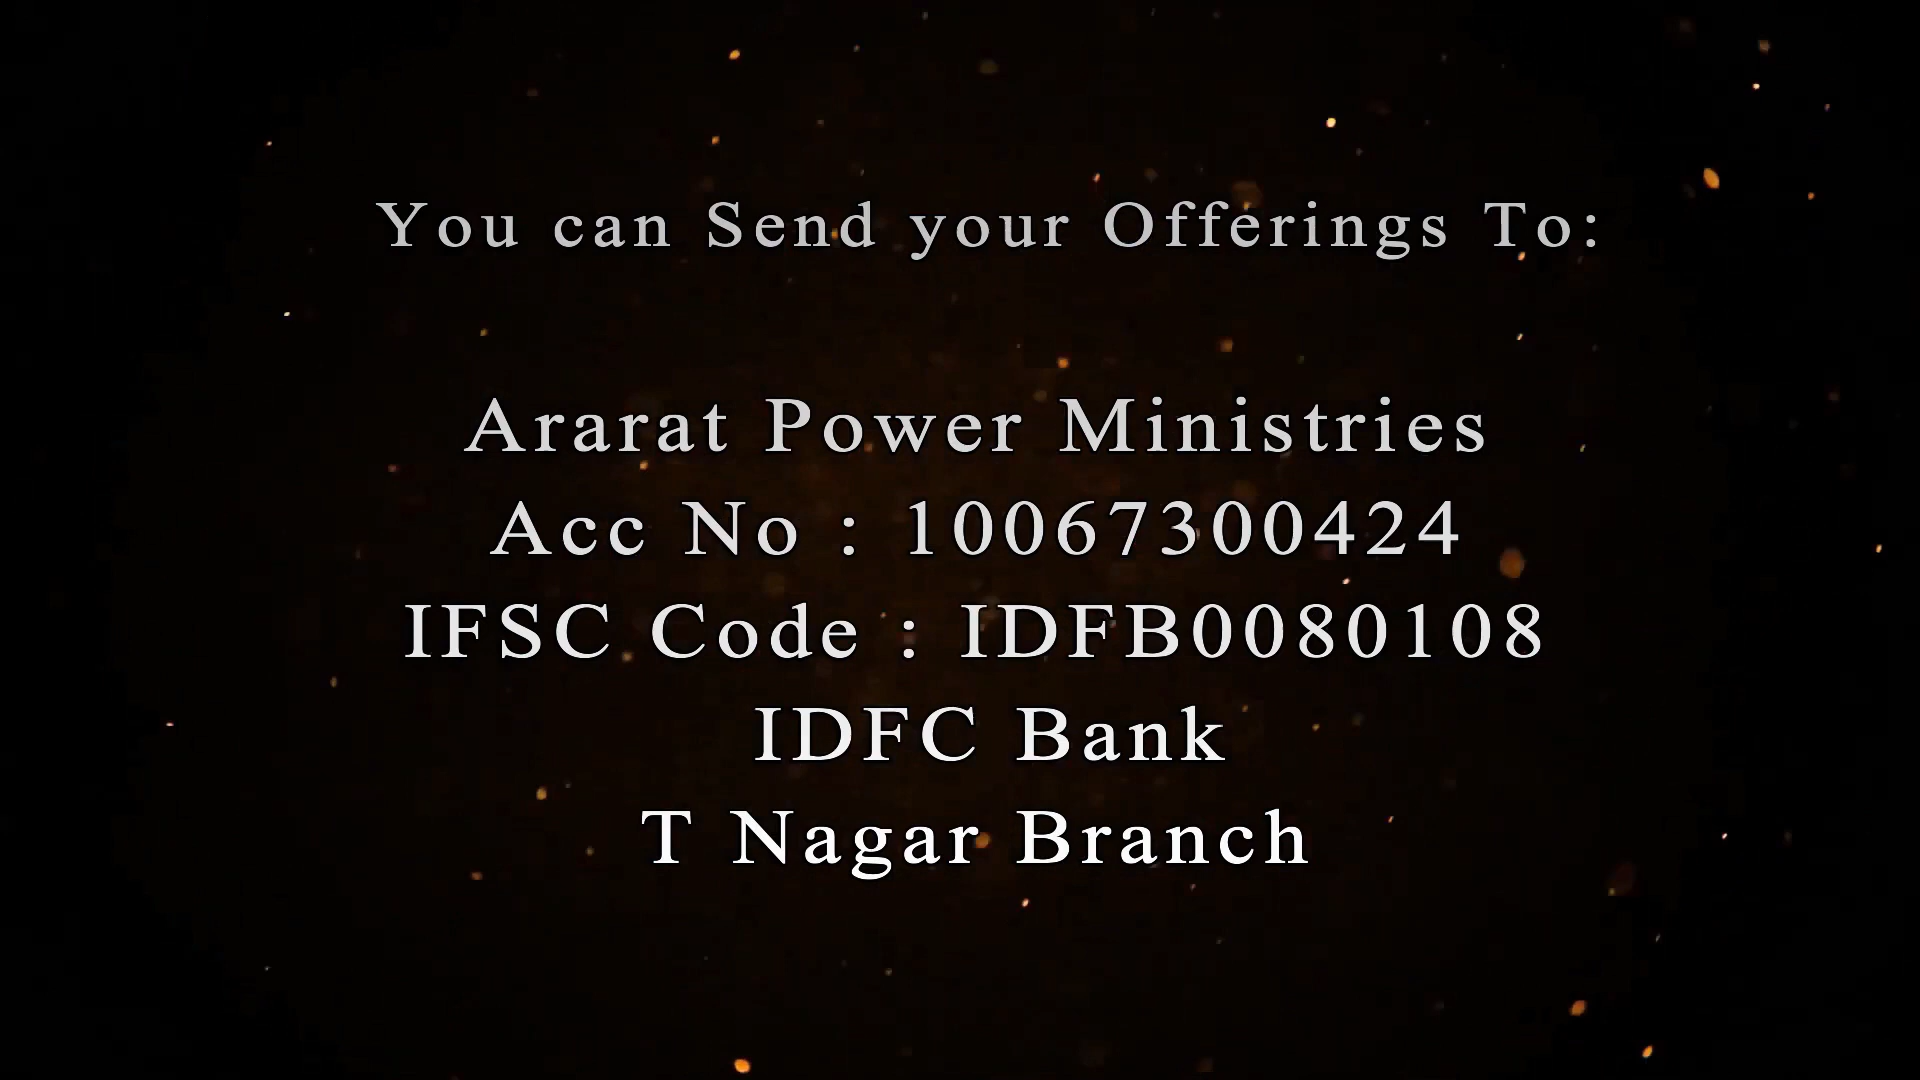 You can Send your Offerings To:
Ararat Power Ministries
Acc No : 10067300424
IFSC Code : IDFB0080108
IDFC Bank
T Nagar Branch